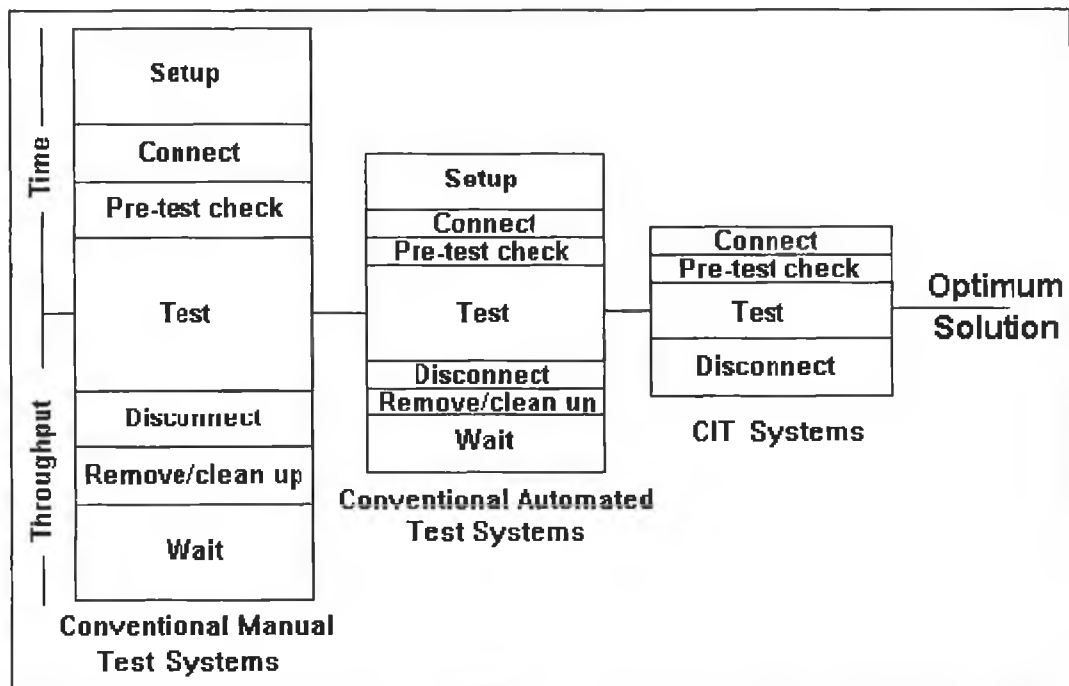 Time
Throughput
Setup
Connect
Pre-test check
Test
Disconnect
Remove/clean up
Wait
Conventional Manual
Test Systems
Setup
Connect
Pre-test check
Test
Disconnect
Remove/clean un
Wait
Conventional Automated
Test Systems
Connect
Pre-test check
Test
Disconnect
CIT Systems
Optimum
Solution